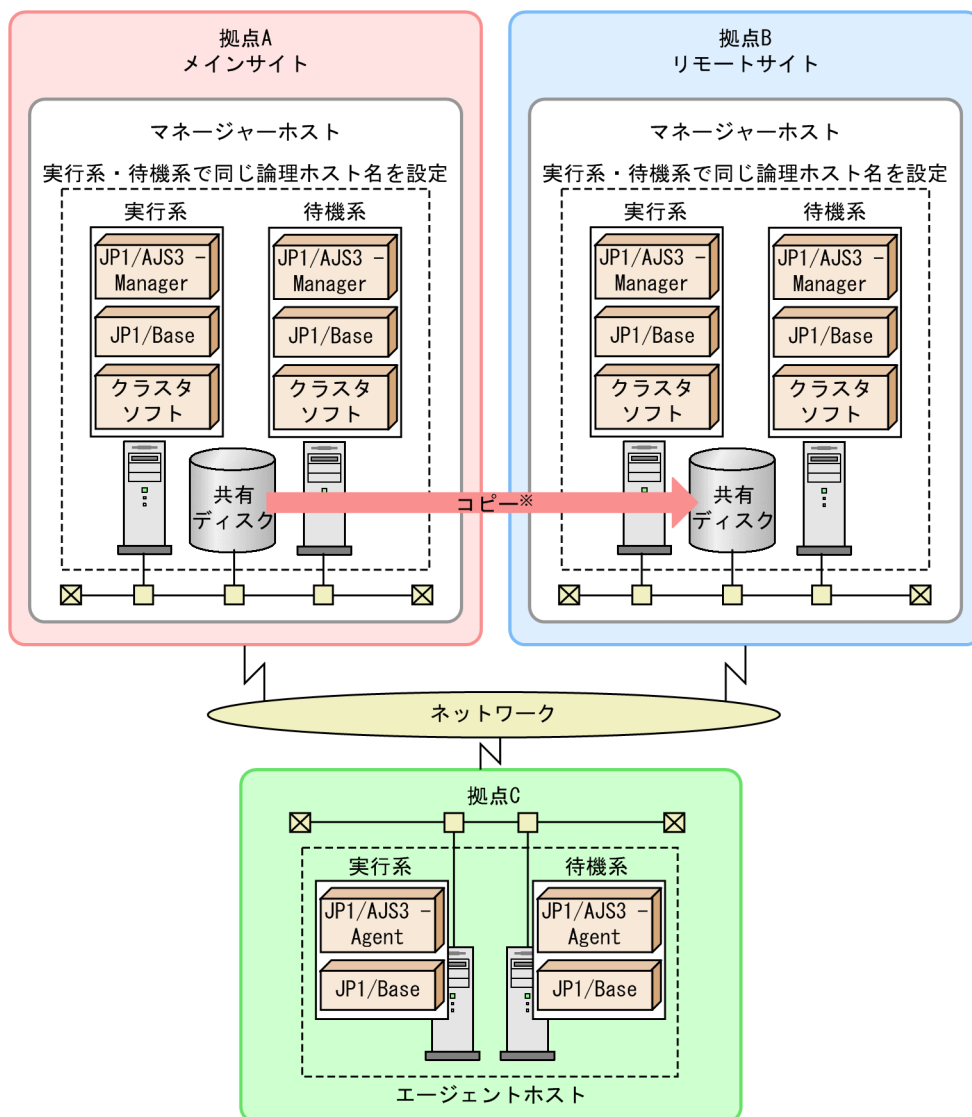 拠点A
メインサイト
マネージャーホスト
実行系・待機系で同じ論理ホスト名を設定
実行系
待機系
JP1/AJS3 -
Manager
JP1/AJS3 -
Manager
JP1/Base
JP1/Base
クラスタ
ソフト
クラスタ
ソフト
共有
ディスク
コピー※
拠点B
リモートサイト
マネージャーホスト
実行系・待機系で同じ論理ホスト名を設定
実行系
待機系
JP1/AJS3 -
Manager
JP1/AJS3 -
Manager
JP1/Base
JP1/Base
クラスタ
ソフト
クラスタ
ソフト
共有
ディスク
ネットワーク
拠点C
実行系
待機系
JP1/AJS3 -
Agent
JP1/AJS3 -
Agent
JP1/Base
JP1/Base
エージェントホスト